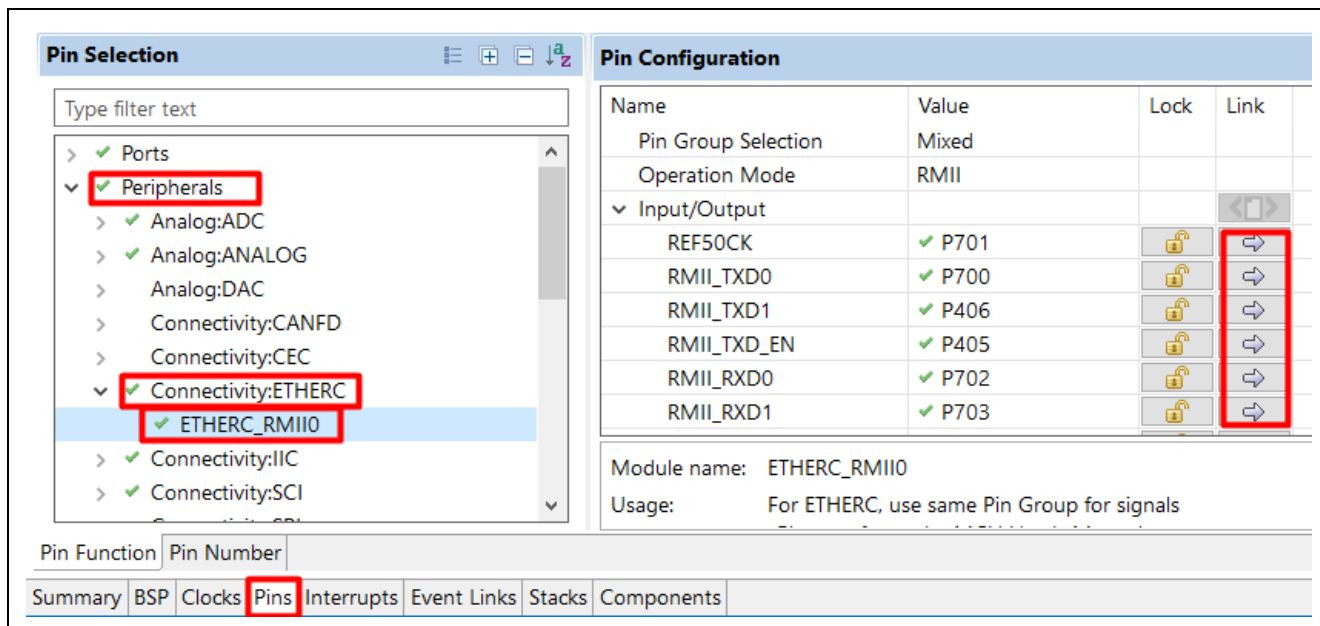 Pin Selection
Type filter text
Ports
Peripherals
Analog:ADC
Analog:ANALOG
Analog:DAC
Connectivity:CANFD
Connectivity:CEC
Connectivity:ETHERC
ETHERC_RMII0
Connectivity:IIC
Connectivity:SCI
Pin Configuration
Name Value Lock Link
Pin Group Selection Mixed
Operation Mode RMII
Input/Output
REF50CK P701
RMII_TXD0 P700
RMII_TXD1 P406
RMII_TXD_EN P405
RMII_RXD0 P702
RMII_RXD1 P703
Module name: ETHERC_RMII0
Usage: For ETHERC, use same Pin Group for signals
Pin Function Pin Number
Summary BSP Clocks Pins Interrupts Event Links Stacks Components